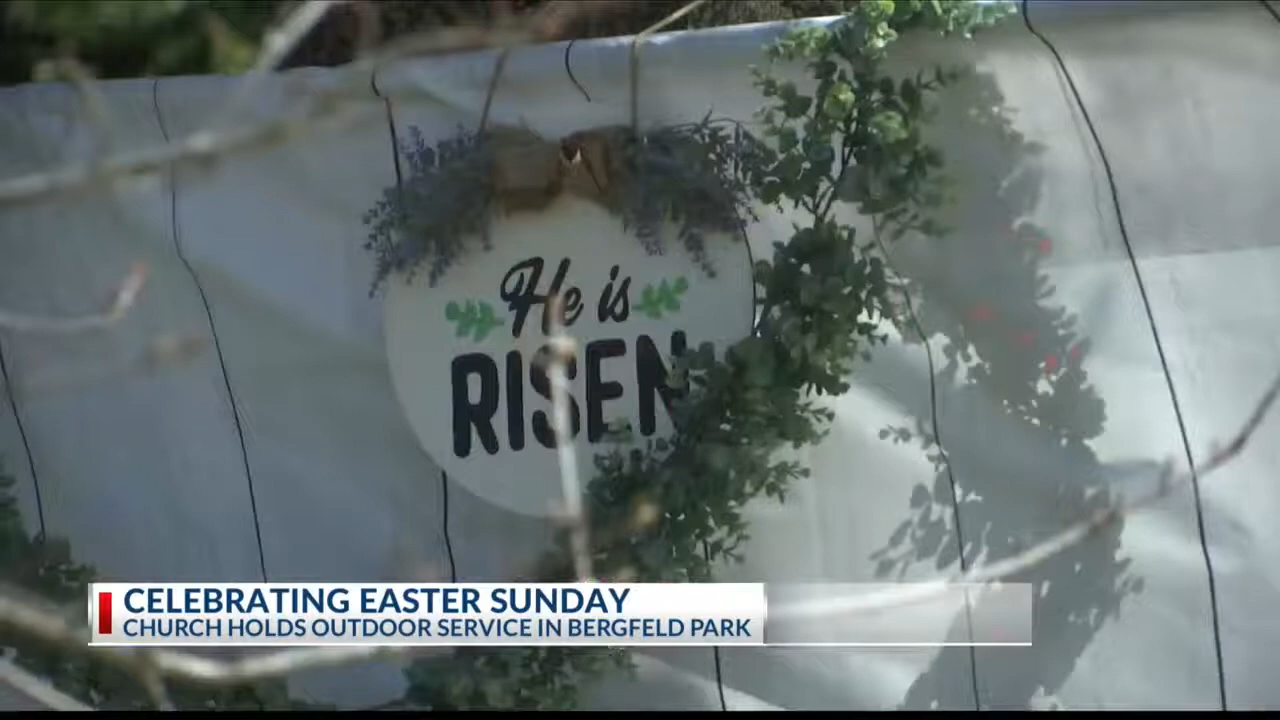 He is
RISEN
CELEBRATING EASTER SUNDAY
CHURCH HOLDS OUTDOOR SERVICE IN BERGFELD PARK